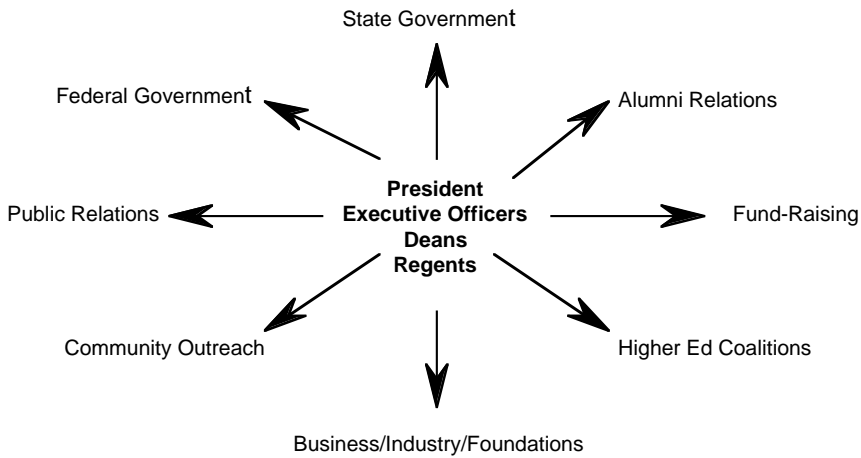 State Government
Federal Government
Alumni Relations
President
Executive Officers
Deans
Regents
Public Relations
Fund-Raising
Community Outreach
Higher Ed Coalitions
Business/Industry/Foundations